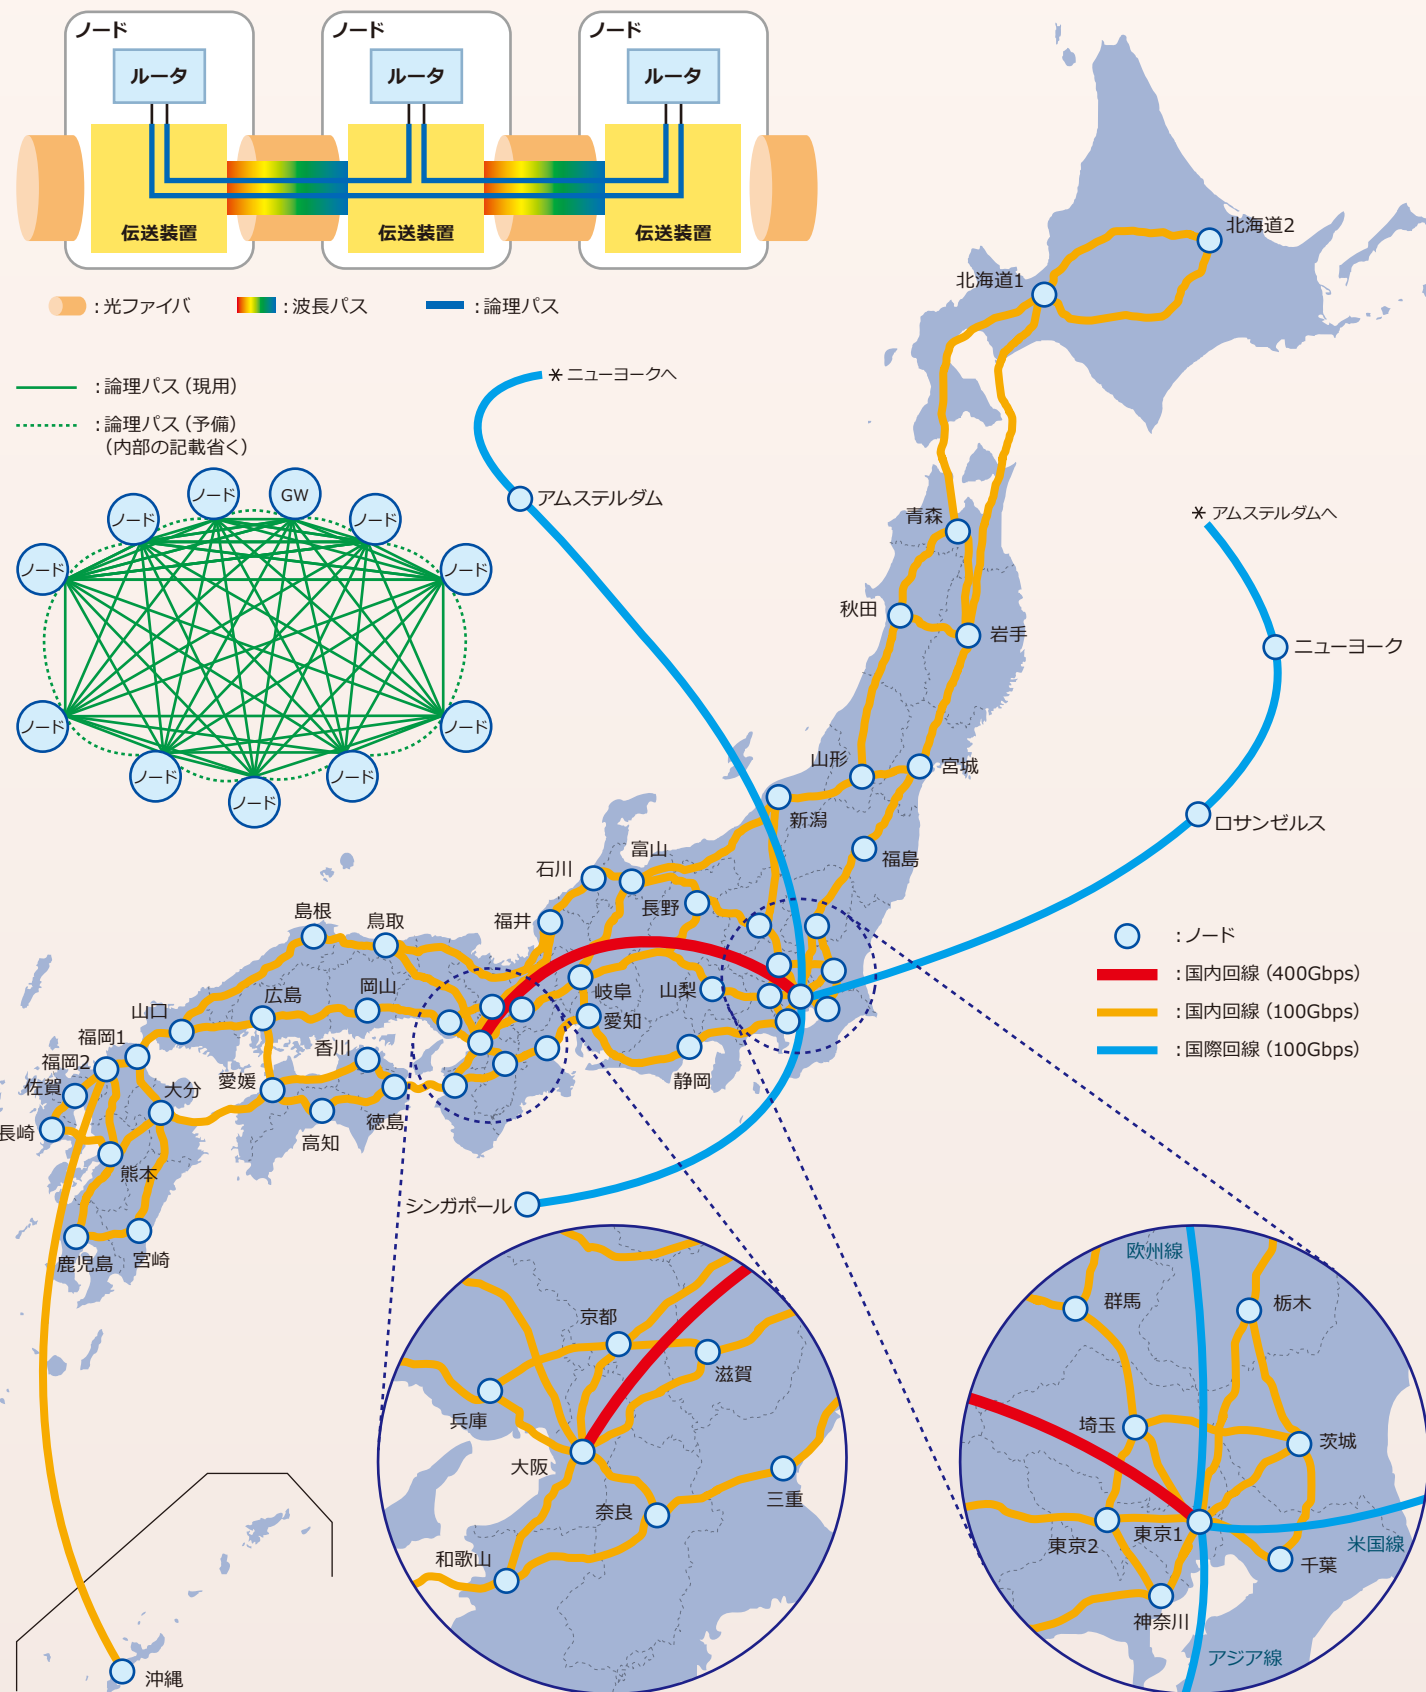 ノード
ノード
ノード
ルータ
ルータ
ルータ
伝送装置
伝送装置
伝送装置
:光ファイバ
:波長パス
:論理パス
:論理パス(現用)
:論理パス(予備)
(内部の記載省く)
ノード
GW
ノード
ノード
ノード
ノード
ノード
ノード
ノード
ノード
ノード
＊ニューヨークへ
アムステルダム
＊アムステルダムへ
ニューヨーク
ロサンゼルス
シンガポール
北海道2
北海道1
青森
秋田
岩手
山形
宮城
新潟
福島
富山
石川
長野
福井
島根
鳥取
岐阜
山梨
愛知
静岡
岡山
広島
山口
福岡1
福岡2
佐賀
長崎
大分
香川
愛媛
徳島
高知
熊本
鹿児島
宮崎
沖縄
:ノード
:国内回線(400Gbps)
:国内回線(100Gbps)
:国際回線(100Gbps)
京都
滋賀
兵庫
大阪
奈良
三重
和歌山
欧州線
群馬
栃木
埼玉
茨城
東京2
東京1
米国線
千葉
神奈川
アジア線